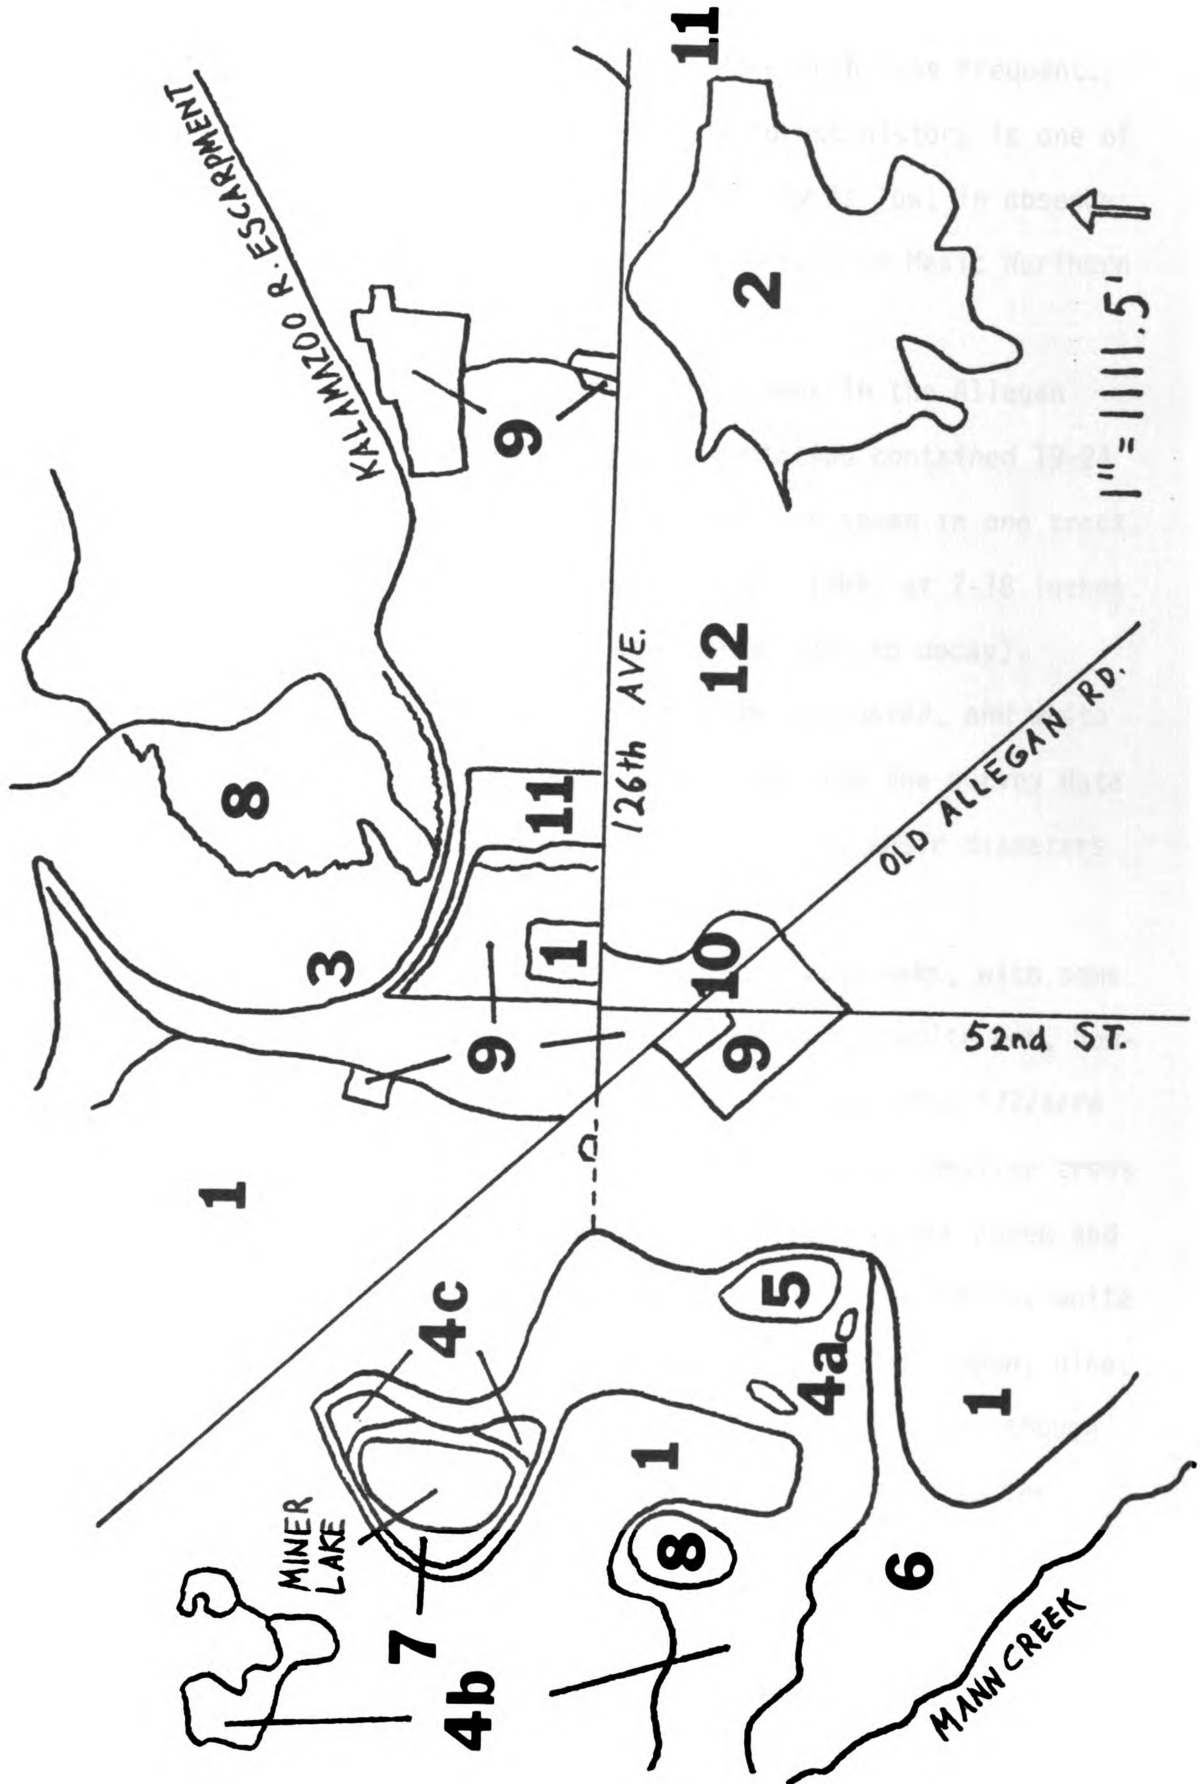 KALAMAZOO R. ESCARPMENT
1
8
MINER
LAKE
3
7
4b
4c
9
9
1
11
126th AVE.
1
8
11
10
12
2
9
5
4a
6
OLD ALLEGAN RD.
1
MANN CREEK
52nd ST.
1"= 1111.5'